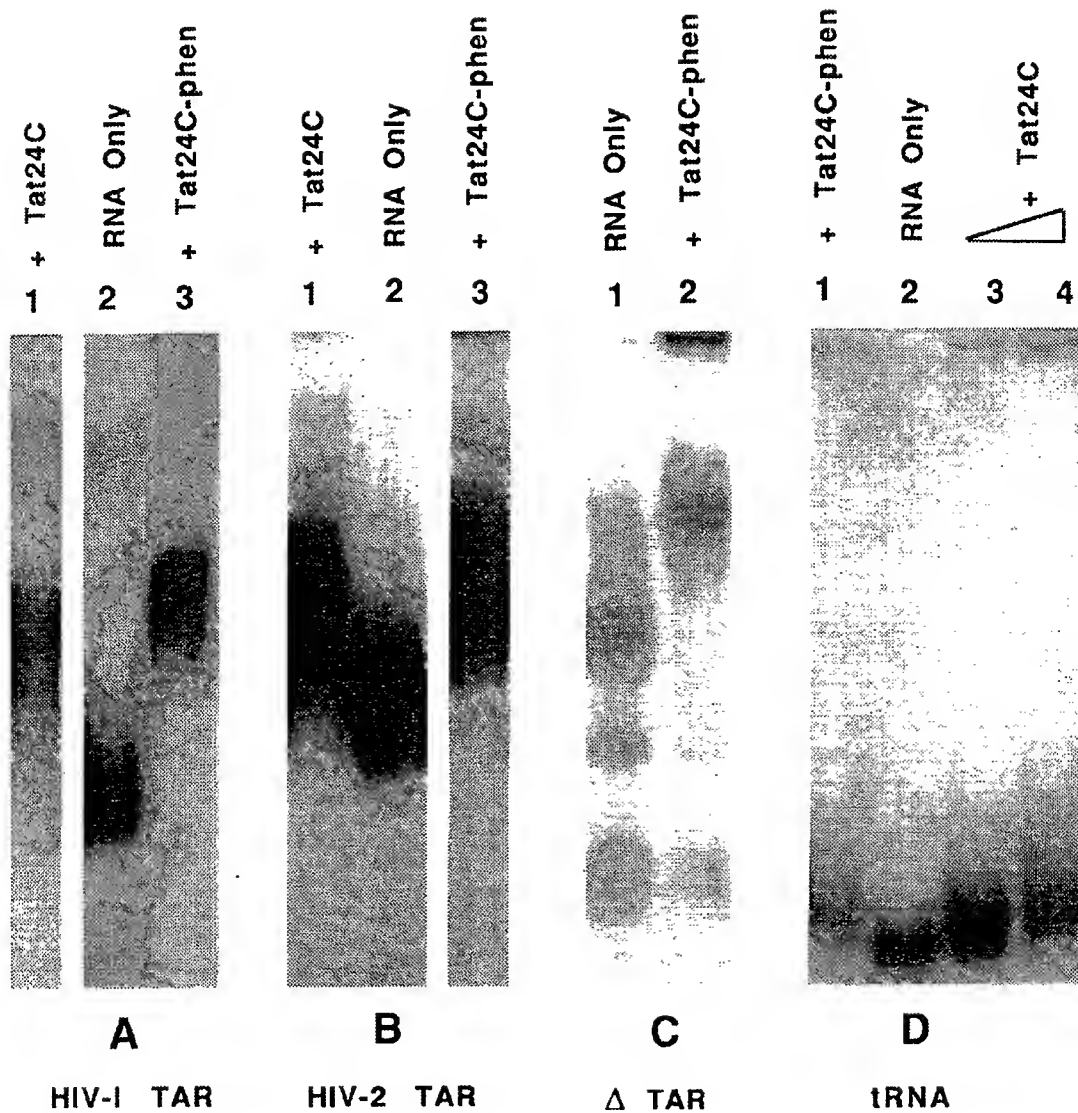 + Tat24C
RNA Only
+ Tat24C-phen
+ Tat24C
RNA Only
+ Tat24C-phen
RNA Only
+ Tat24C-phen
+ Tat24C-phen
RNA Only
+ Tat24C
1 2 3 1 2 3 1 2 1 2 3 4
A B C D
HIV-I TAR HIV-2 TAR Δ TAR tRNA